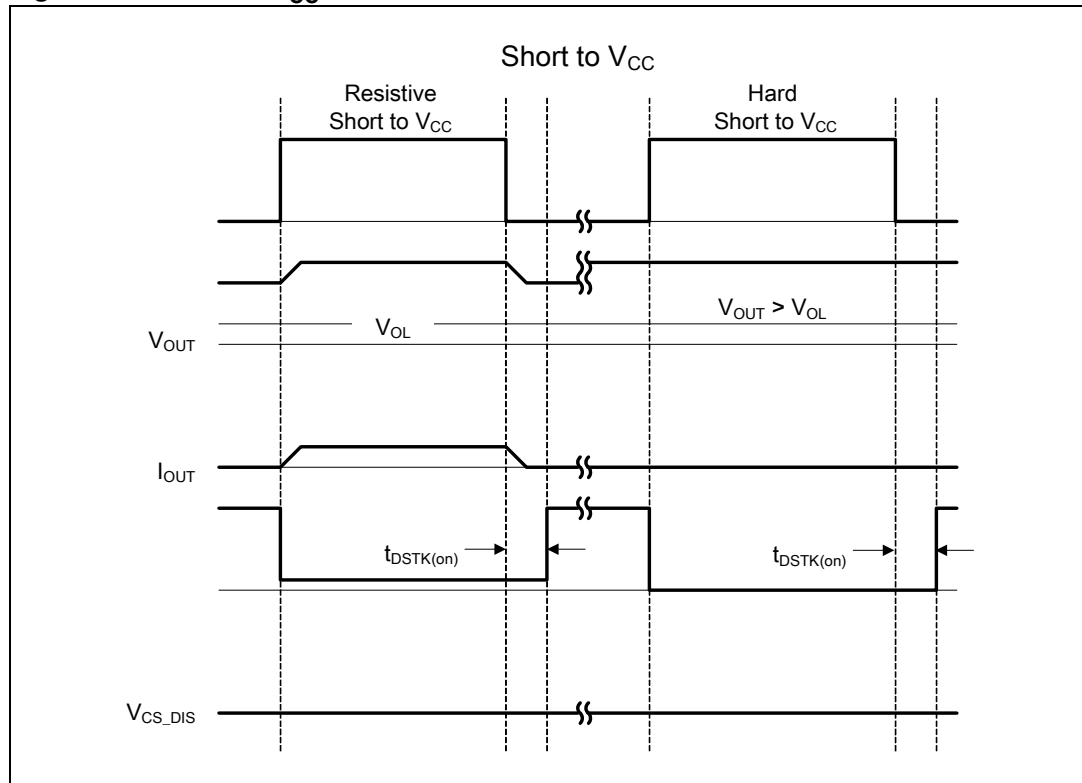 Short to VCC
Resistive
Short to VCC
Hard
Short to VCC
VOUT > VOL
VOL
VOUT
IOUT
tDSTK(on)
tDSTK(on)
VCS_DIS